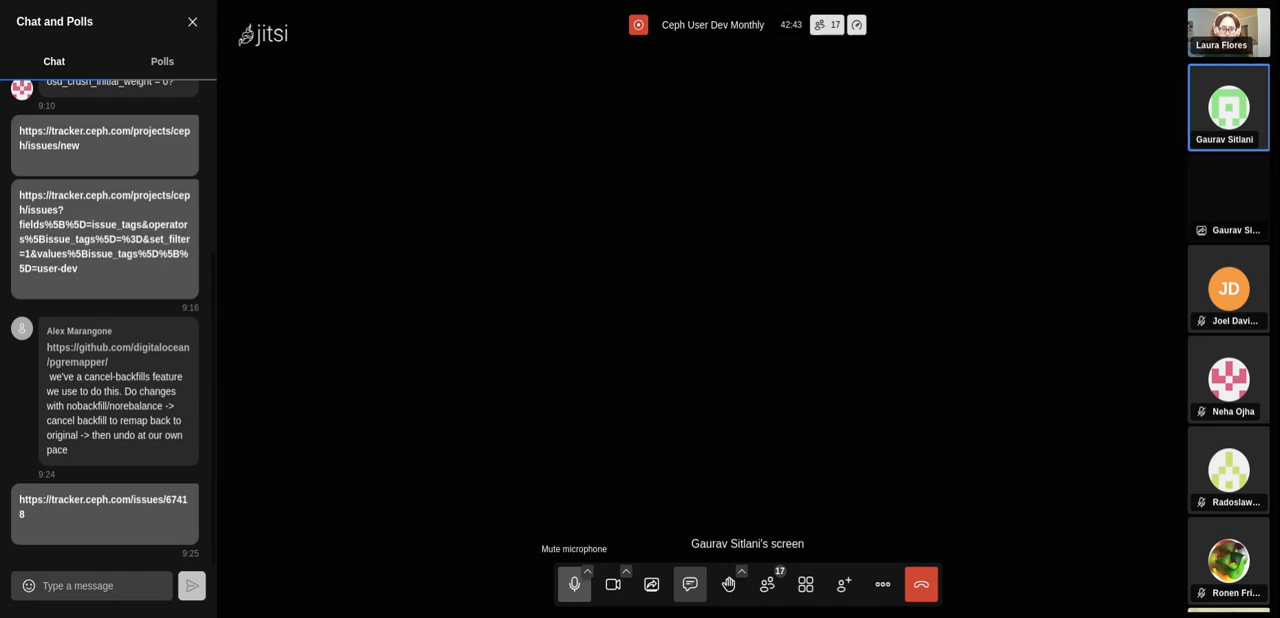 Chat and Polls
Chat
Polls
osd_crush_initial_weight = 0?
9:10
https://tracker.ceph.com/projects/cep
h/issues/new
https://tracker.ceph.com/projects/cep
h/issues?
fields%5B%5D=issue_tags&operator
s%5Bissue_tags%5D=%3D&set_filter
=1&values%5Bissue_tags%5D%5B%
5D=user-dev
9:16
Alex Marangone
https://github.com/digitalocean
/pgremapper/
we've a cancel-backfills feature
we use to do this. Do changes
with nobackfill/norebalance ->
cancel backfill to remap back to
original -> then undo at our own
pace
9:24
https://tracker.ceph.com/issues/6741
8
9:25
Type a message
jitsi
Ceph User Dev Monthly
42:43
17
Gaurav Sitlani's screen
Mute microphone
17
Laura Flores
Gaurav Sitlani
Gaurav Si...
JD
Joel Davi...
Neha Ojha
Radoslaw...
Ronen Fri...